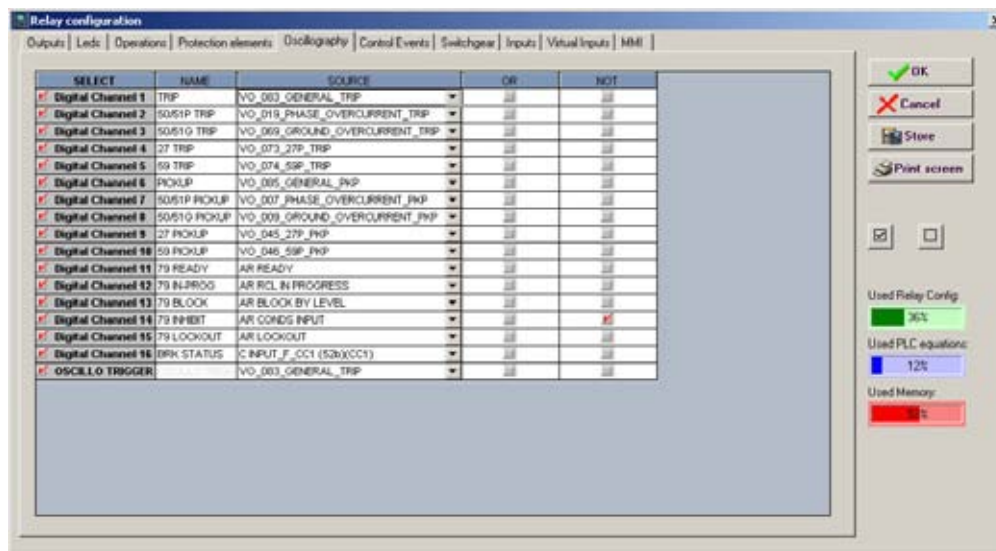 Relay configuration
Outputs | Leds | Operations | Protection elements | Oscillography | Control Events | Switchgear | Inputs | Virtual Inputs | MMI
SELECT NAME SOURCE OR NOT
Digital Channel 1 TRIP VO_083_GENERAL_TRIP
Digital Channel 2 50/51P TRIP VO_019_PHASE_OVERCURRENT_TRIP
Digital Channel 3 50/51G TRIP VO_069_GROUND_OVERCURRENT_TRIP
Digital Channel 4 27 TRIP VO_073_27P_TRIP
Digital Channel 5 59 TRIP VO_074_59P_TRIP
Digital Channel 6 PICKUP VO_085_GENERAL_PKP
Digital Channel 7 50/51P PICKUP VO_007_PHASE_OVERCURRENT_PKP
Digital Channel 8 50/51G PICKUP VO_009_GROUND_OVERCURRENT_PKP
Digital Channel 9 27 PICKUP VO_045_27P_PKP
Digital Channel 10 59 PICKUP VO_046_59P_PKP
Digital Channel 11 79 READY AR READY
Digital Channel 12 79 IN-PROG AR RCL IN PROGRESS
Digital Channel 13 79 BLOCK AR BLOCK BY LEVEL
Digital Channel 14 79 INHIBIT AR CONDS INPUT
Digital Channel 15 79 LOCKOUT AR LOCKOUT
Digital Channel 16 BRK STATUS C INPUT_F_CC1 (52b)(CC1)
OSCILLO TRIGGER VO_083_GENERAL_TRIP
OK
Cancel
Store
Print screen
Used Relay Config:
36%
Used PLC equations:
12%
Used Memory: